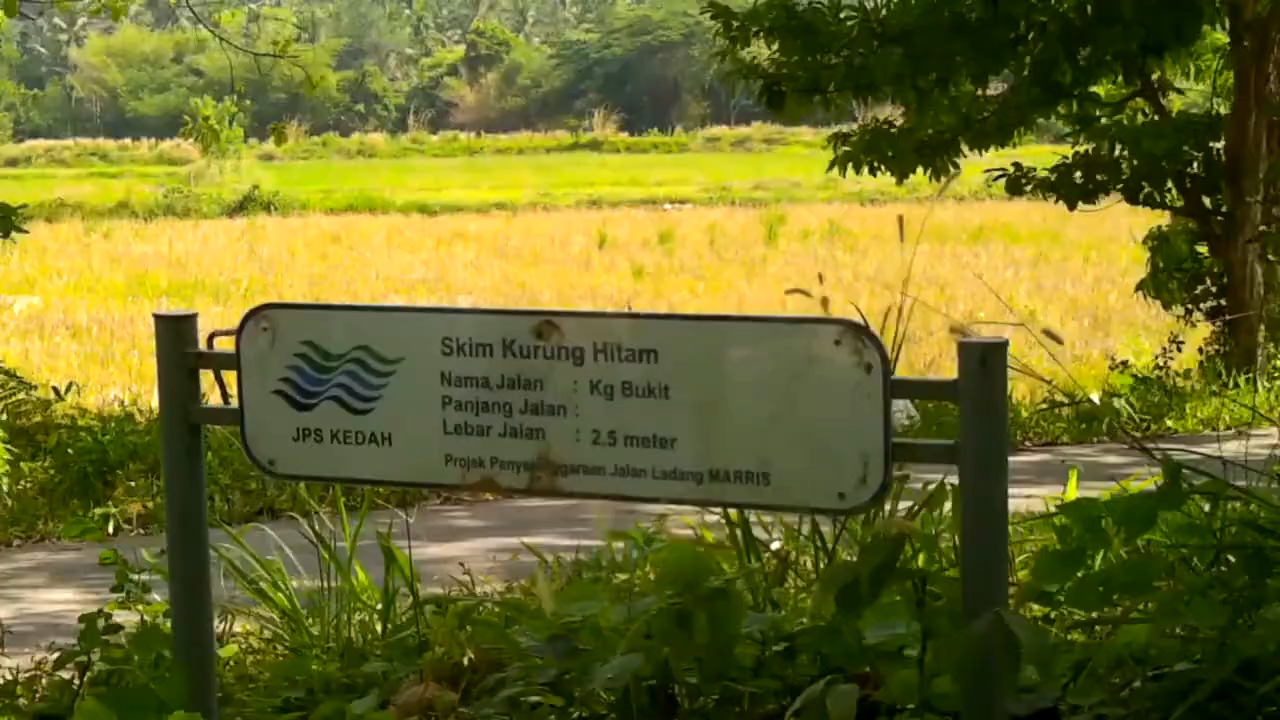 Skim Kurung Hitam
Nama Jalan : Kg Bukit
Panjang Jalan :
Lebar Jalan : 2.5 meter
Projek Penyelenggaraan Jalan Ladang MARRIS
JPS KEDAH